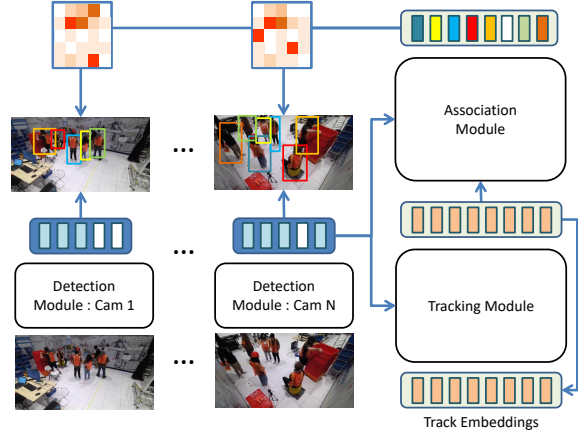 ...
Association
Module
...
Detection
Module : Cam 1
Detection
Module : Cam N
Tracking Module
...
Track Embeddings